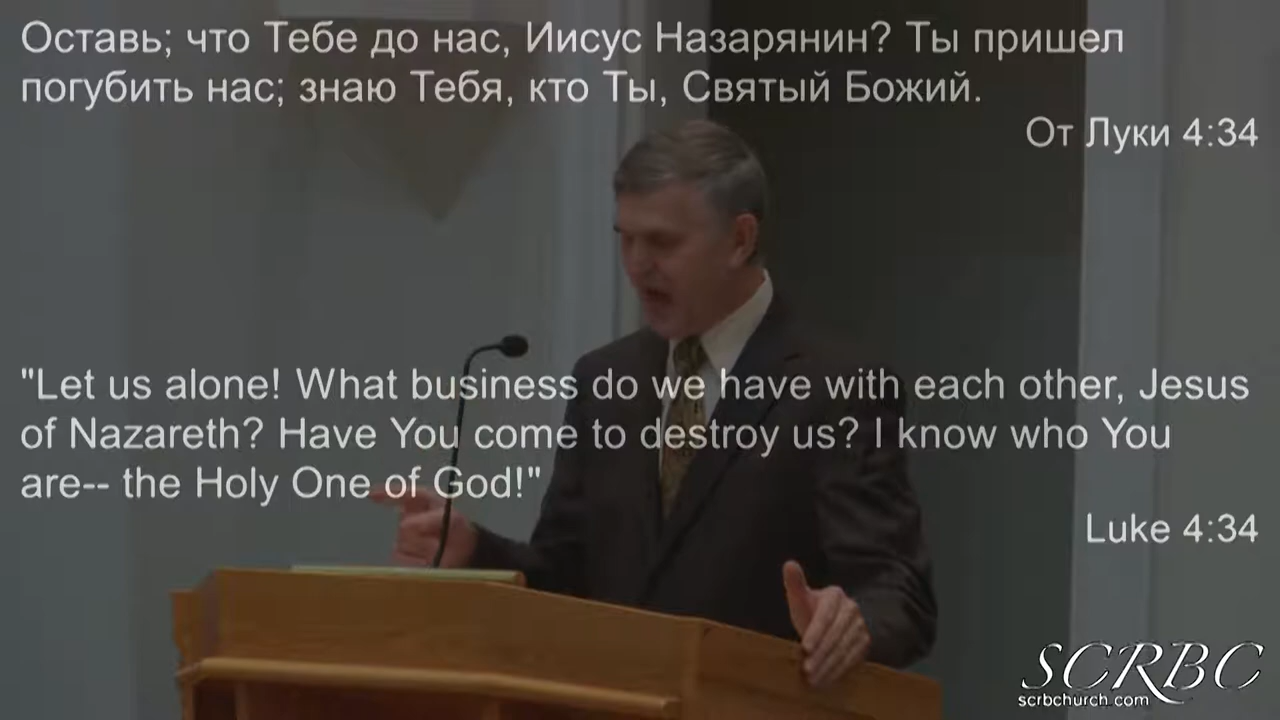 Оставь; что Тебе до нас, Иисус Назарянин? Ты пришел
погубить нас; знаю Тебя, кто Ты, Святый Божий.
От Луки 4:34
"Let us alone! What business do we have with each other, Jesus
of Nazareth? Have You come to destroy us? I know who You
are-- the Holy One of God!"
Luke 4:34
SCRBC
scrbchurch.com